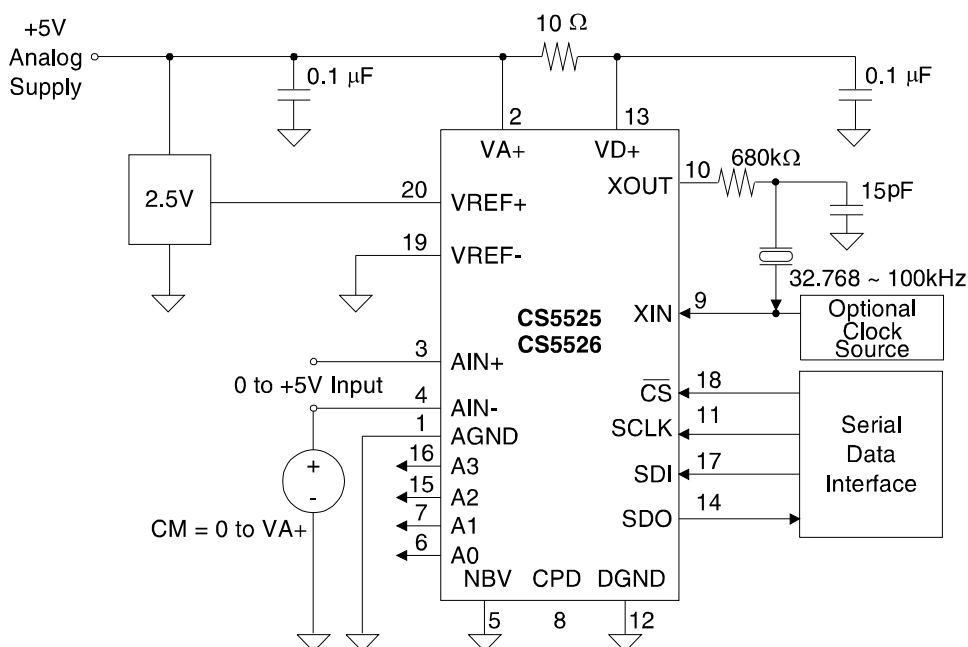 +5V
Analog
Supply
10 Ω
0.1 µF
0.1 µF
2
13
VA+
VD+
680kΩ
10
XOUT
15pF
2.5V
20
VREF+
19
VREF-
32.768 ~ 100kHz
9
XIN
Optional
Clock
Source
CS5525
CS5526
3
AIN+
0 to +5V Input
4
AIN-
1
AGND
16
A3
15
A2
7
A1
6
A0
+
-
CM = 0 to VA+
18
CS
11
SCLK
17
SDI
14
SDO
Serial
Data
Interface
NBV
CPD
DGND
5
8
12